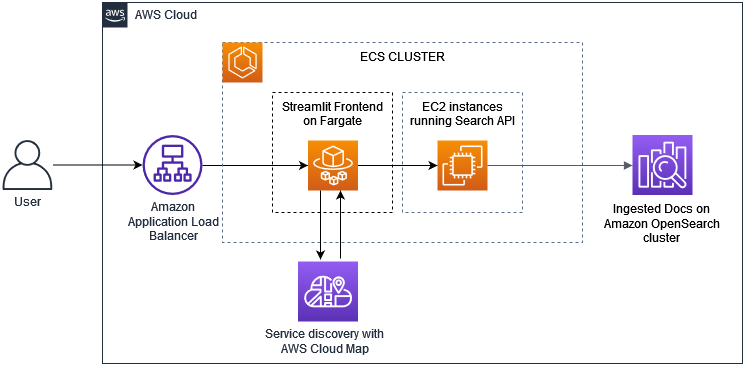 aws
AWS Cloud
ECS CLUSTER
Streamlit Frontend
on Fargate
EC2 instances
running Search API
User
Amazon
Application Load
Balancer
Ingested Docs on
Amazon OpenSearch
cluster
Service discovery with
AWS Cloud Map